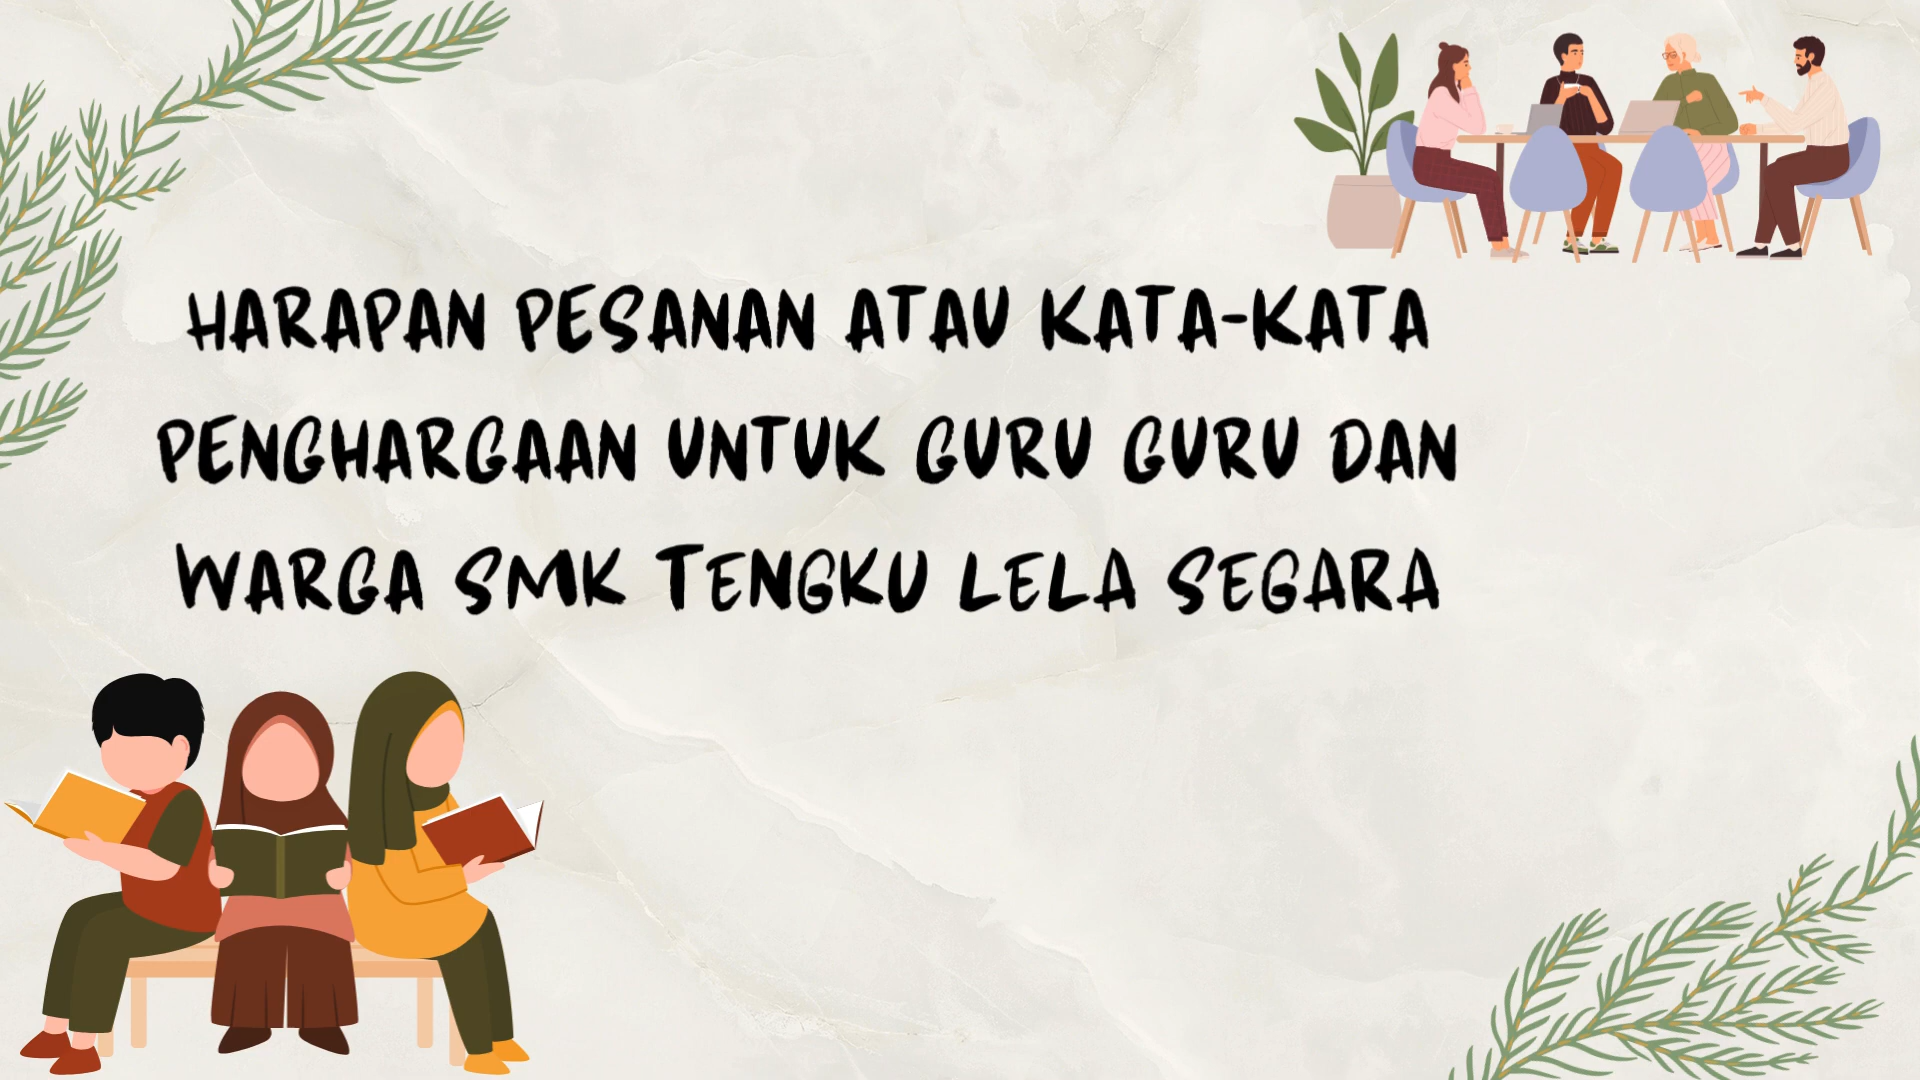 HARAPAN PESANAN ATAU KATA-KATA
PENGHARGAAN UNTUK GURU GURU DAN
WARGA SMK TENGKU LELA SEGARA